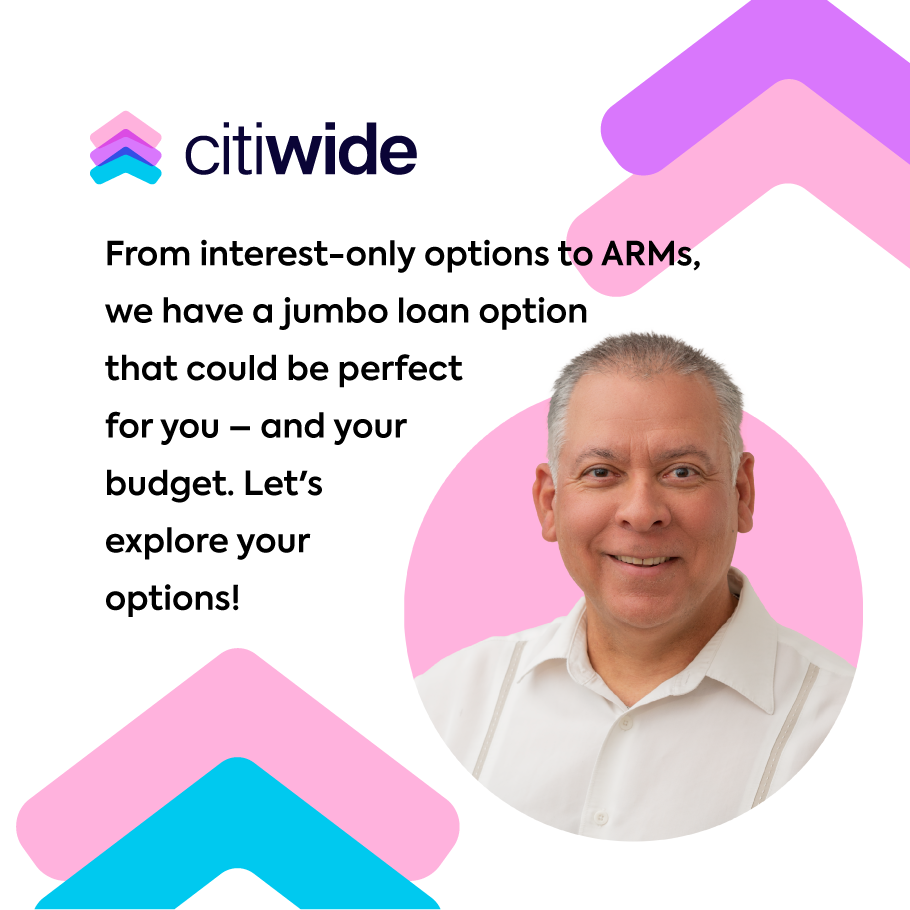 citiwide
From interest-only options to ARMs,
we have a jumbo loan option
that could be perfect
for you – and your
budget. Let's
explore your
options!